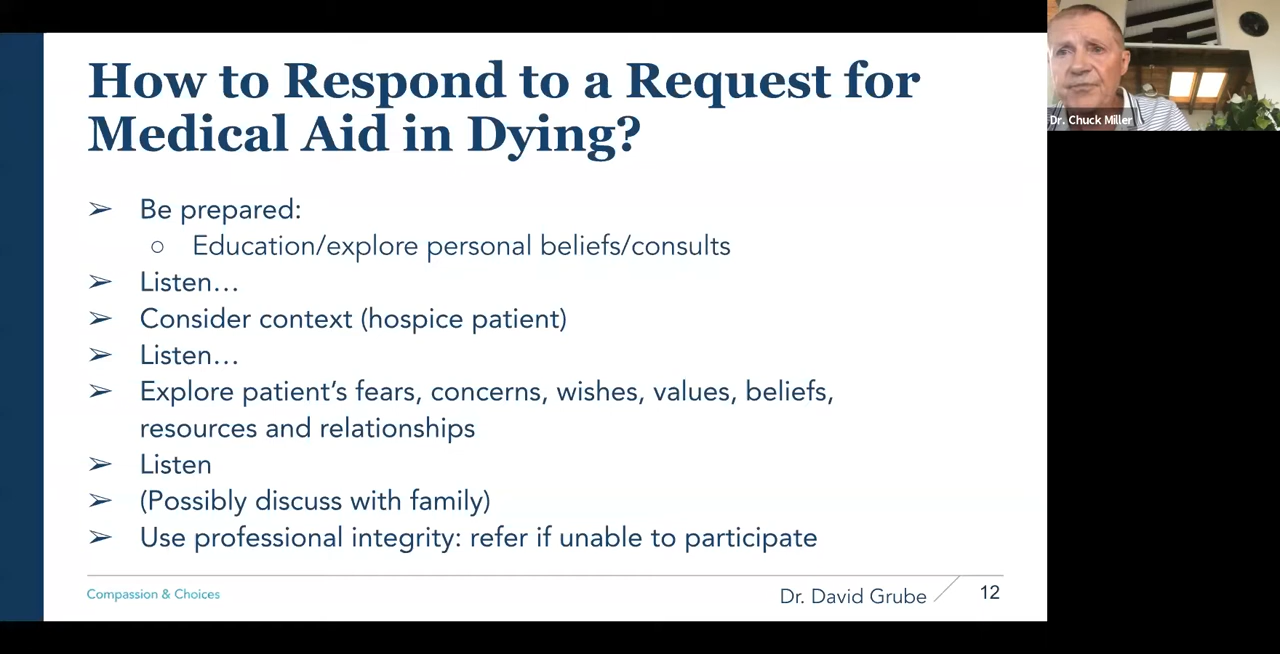 How to Respond to a Request for
Medical Aid in Dying?
➢ Be prepared:
○ Education/explore personal beliefs/consults
➢ Listen…
➢ Consider context (hospice patient)
➢ Listen…
➢ Explore patient’s fears, concerns, wishes, values, beliefs,
resources and relationships
➢ Listen
➢ (Possibly discuss with family)
➢ Use professional integrity: refer if unable to participate
Compassion & Choices
Dr. David Grube
12
Dr. Chuck Miller